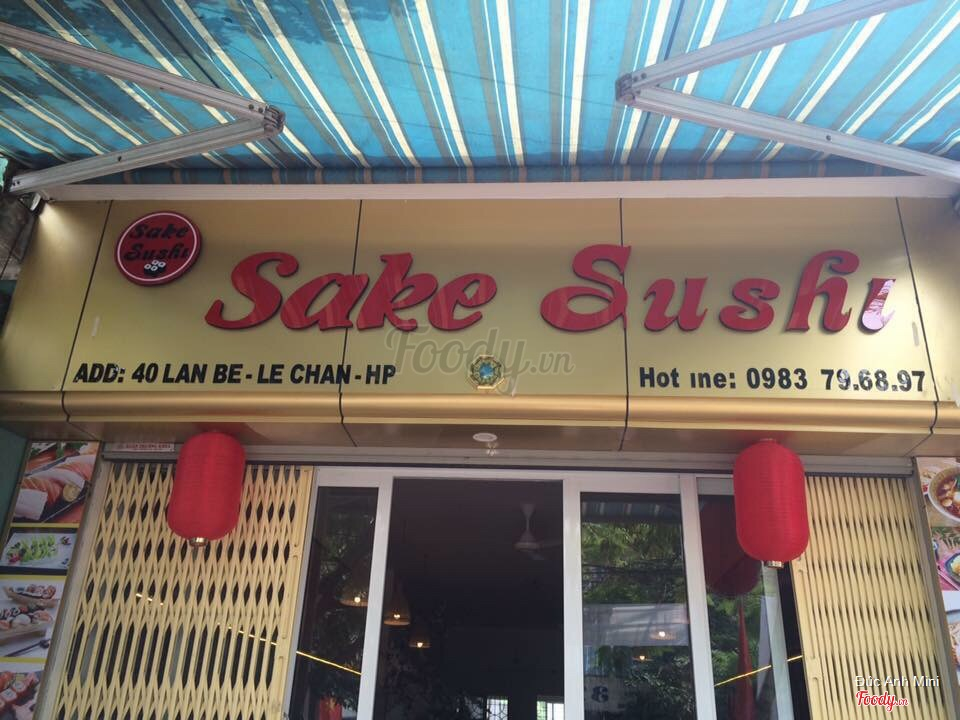 Sake
Sushi
Sake Sushi
Foody.vn
ADD: 40 LAN BE - LE CHAN - HP
Hot ıne: 0983 79.68.97
Đức Anh Mini
Foody.vn